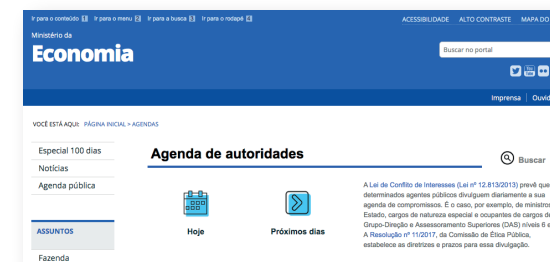 Ir para o conteúdo 1 Ir para o menu 2 Ir para a busca 3 Ir para o rodapé 4
ACESSIBILIDADE ALTO CONTRASTE MAPA DO
Ministério da
Economia
Buscar no portal
Imprensa Ouvid
VOCÊ ESTÁ AQUI: PÁGINA INICIAL > AGENDAS
Especial 100 dias
Notícias
Agenda pública
ASSUNTOS
Fazenda
Agenda de autoridades
Buscar
Hoje
Próximos dias
A Lei de Conflito de Interesses (Lei nº 12.813/2013) prevê que
determinados agentes públicos divulguem diariamente a sua
agenda de compromissos. É o caso, por exemplo, de ministros
Estado, cargos de natureza especial e ocupantes de cargos de
Grupo-Direção e Assessoramento Superiores (DAS) níveis 6 e
A Resolução nº 11/2017, da Comissão de Ética Pública,
estabelece as diretrizes e prazos para essa divulgação.